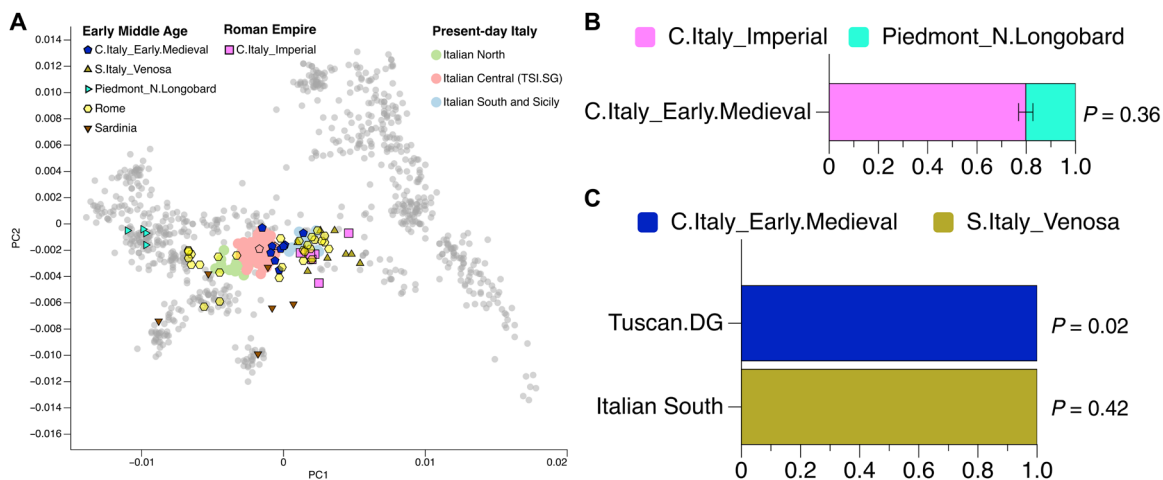 A
Early Middle Age
C.Italy_Early.Medieval
S.Italy_Venosa
Piedmont_N.Longobard
Rome
Sardinia
Roman Empire
C.Italy_Imperial
Present-day Italy
Italian North
Italian Central (TSI.SG)
Italian South and Sicily
PC2
0.014
0.012
0.010
0.008
0.006
0.004
0.002
0
−0.002
−0.004
−0.006
−0.008
−0.010
−0.012
−0.014
−0.016
−0.01 0 0.01 0.02
PC1
B
C.Italy_Imperial Piedmont_N.Longobard
C.Italy_Early.Medieval P = 0.36
0 0.2 0.4 0.6 0.8 1.0
C
C.Italy_Early.Medieval S.Italy_Venosa
Tuscan.DG P = 0.02
Italian South P = 0.42
0 0.2 0.4 0.6 0.8 1.0